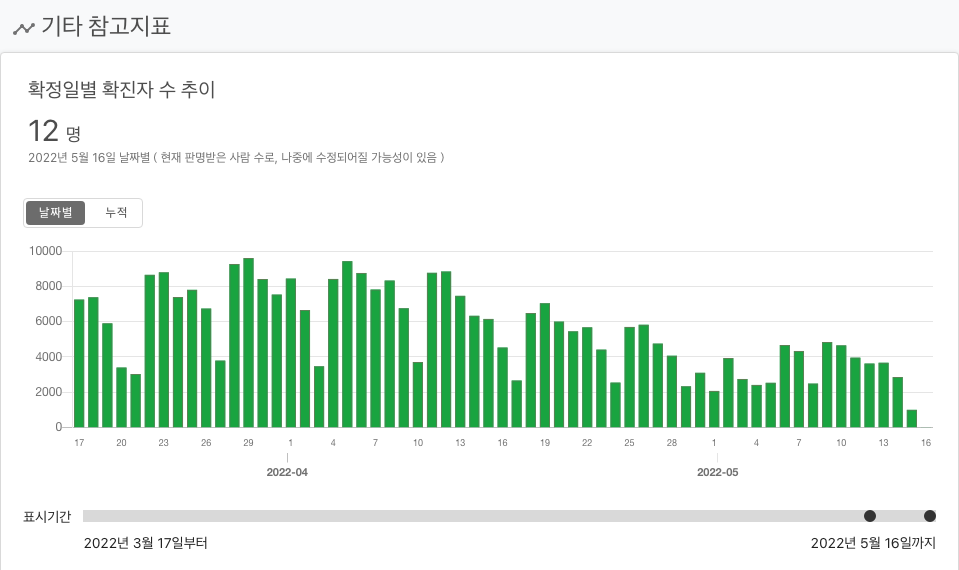 기타 참고지표
확정일별 확진자 수 추이
12 명
2022년 5월 16일 날짜별 ( 현재 판명받은 사람 수로, 나중에 수정되어질 가능성이 있음 )
날짜별 누적
10000
8000
6000
4000
2000
0
17 20 23 26 29 1 4 7 10 13 16 19 22 25 28 1 4 7 10 13 16
2022-04 2022-05
표시기간
2022년 3월 17일부터 2022년 5월 16일까지